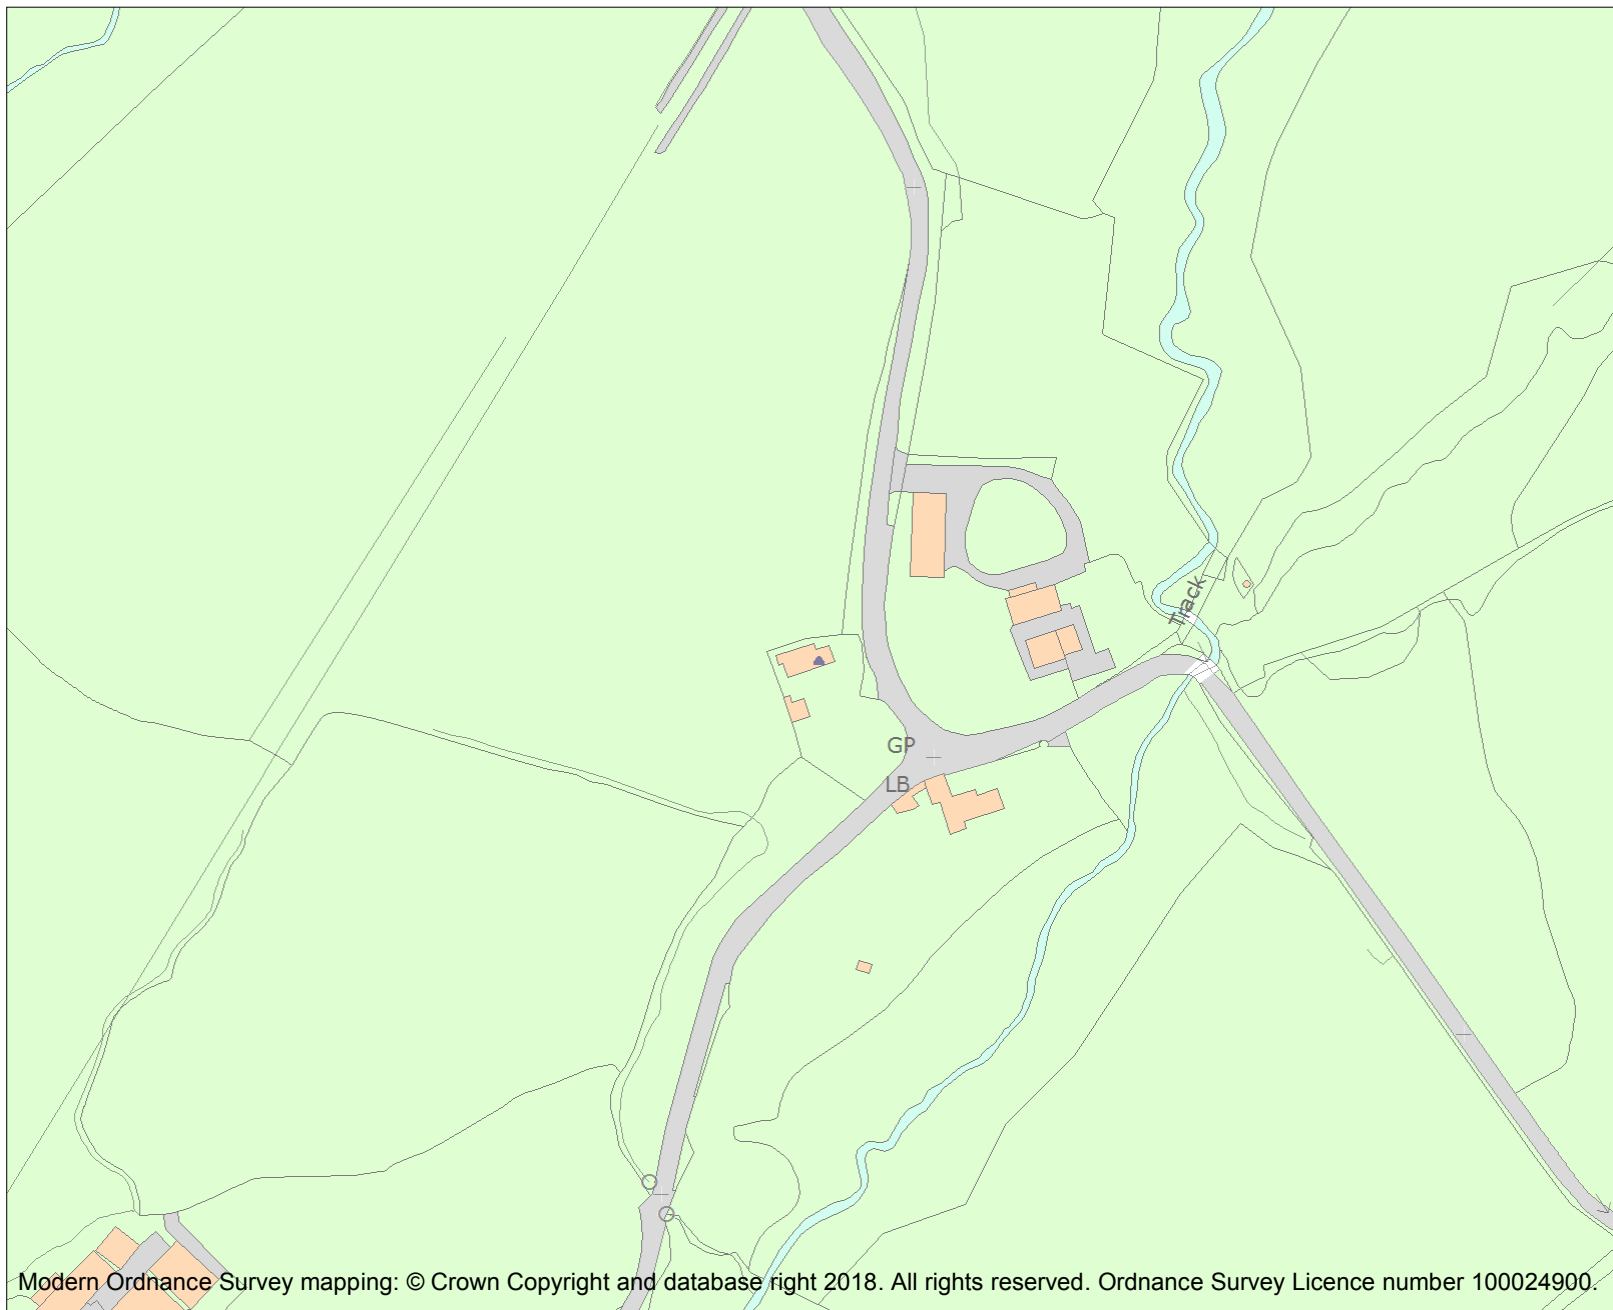 Track
GP
LB
Modern Ordnance Survey mapping: © Crown Copyright and database right 2018. All rights reserved. Ordnance Survey Licence number 100024900.